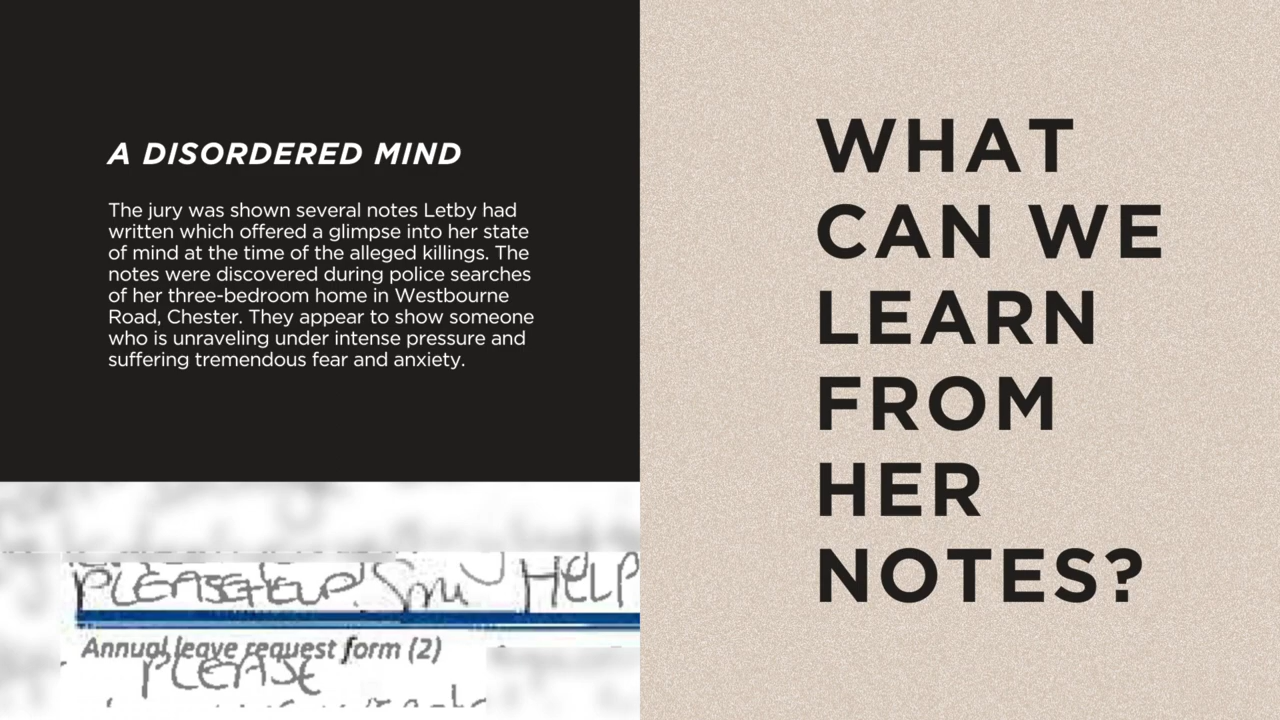 A DISORDERED MIND
The jury was shown several notes Letby had
written which offered a glimpse into her state
of mind at the time of the alleged killings. The
notes were discovered during police searches
of her three-bedroom home in Westbourne
Road, Chester. They appear to show someone
who is unraveling under intense pressure and
suffering tremendous fear and anxiety.
PLEASE HELP HELP
Annual leave request form (2)
PLEASE
WHAT
CAN WE
LEARN
FROM
HER
NOTES?